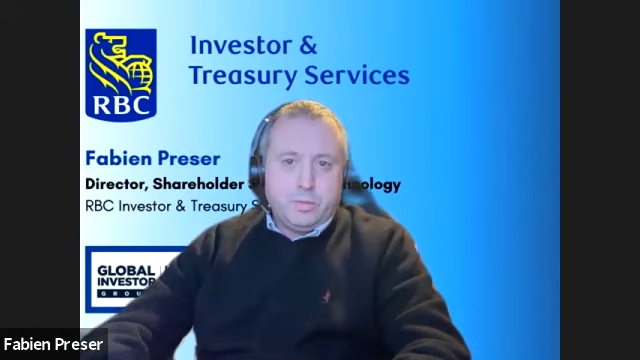 RBC
Investor &
Treasury Services
Fabien Preser
Director, Shareholder
RBC Investor & Treasury
GLOBAL
INVESTOR
Fabien Preser